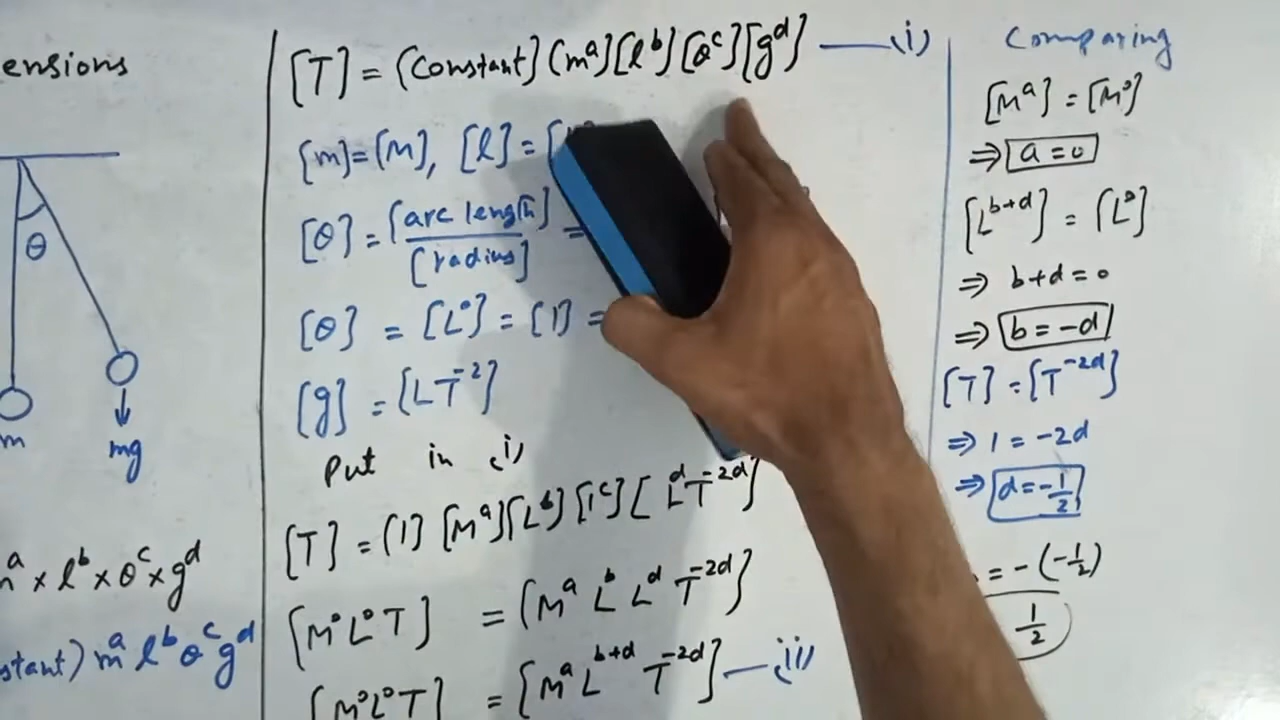 ensions
θ
m
mg
a × l^b × θ^c × g^d
stant) m^a l^b θ^c g^d
[T] = [Constant] [m^a] [l^b] [θ^c] [g^d] — (i)
[m] = [M], [l] = [
[θ] = [arc length] / [radius] =
[θ] = [L^0] = [1] =
[g] = [LT^-2]
Put in (i)
[T] = [1] [M^a] [L^b] [1^c] [L^d T^-2d]
[M^0 L^0 T] = [M^a L^b L^d T^-2d]
[M^0 L^0 T] = [M^a L^b+d T^-2d] — (ii)
Comparing
[M^a] = [M^0]
⇒ a = 0
[L^b+d] = [L^0]
⇒ b+d = 0
⇒ b = -d
[T] = [T^-2d]
⇒ 1 = -2d
⇒ d = -1/2
= -(-1/2)
1/2